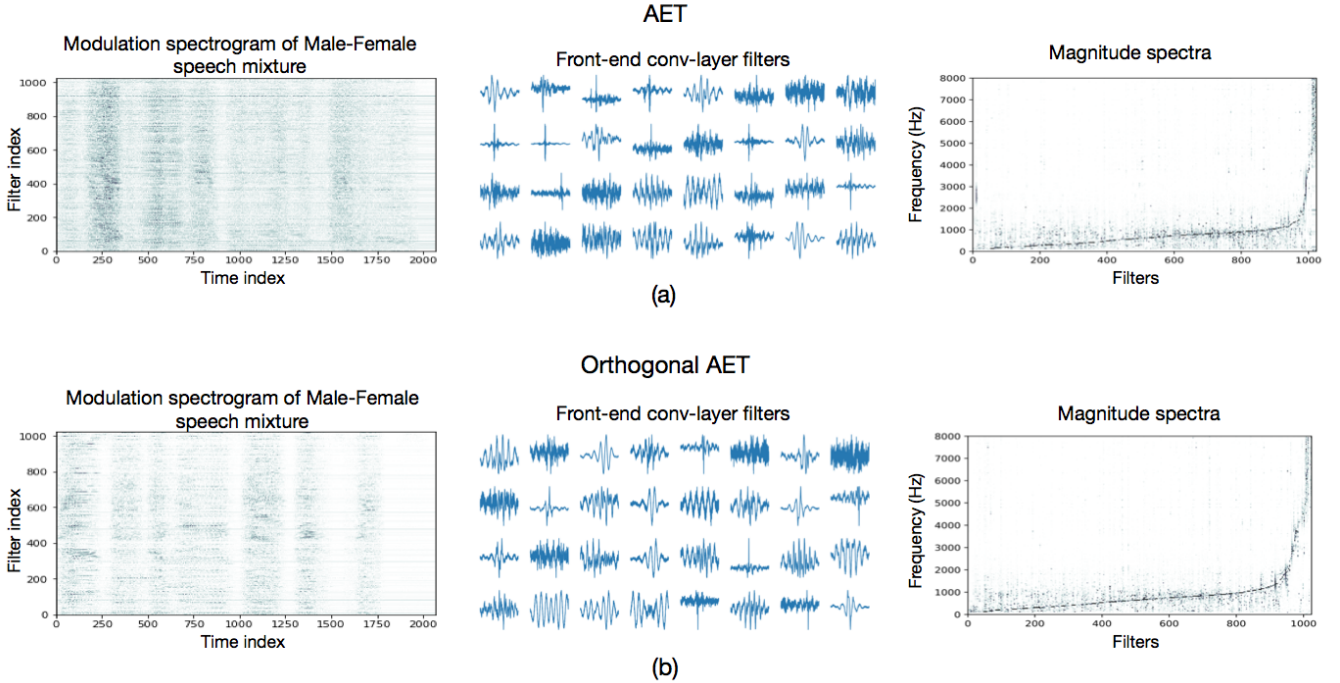 AET
Modulation spectrogram of Male-Female
speech mixture
Filter index
1000
800
600
400
200
0
0 250 500 750 1000 1250 1500 1750 2000
Time index
Front-end conv-layer filters
(a)
Magnitude spectra
Frequency (Hz)
8000
7000
6000
5000
4000
3000
2000
1000
0
0 200 400 600 800 1000
Filters
Orthogonal AET
Modulation spectrogram of Male-Female
speech mixture
Filter index
1000
800
600
400
200
0
0 250 500 750 1000 1250 1500 1750 2000
Time index
Front-end conv-layer filters
(b)
Magnitude spectra
Frequency (Hz)
8000
7000
6000
5000
4000
3000
2000
1000
0
0 200 400 600 800 1000
Filters